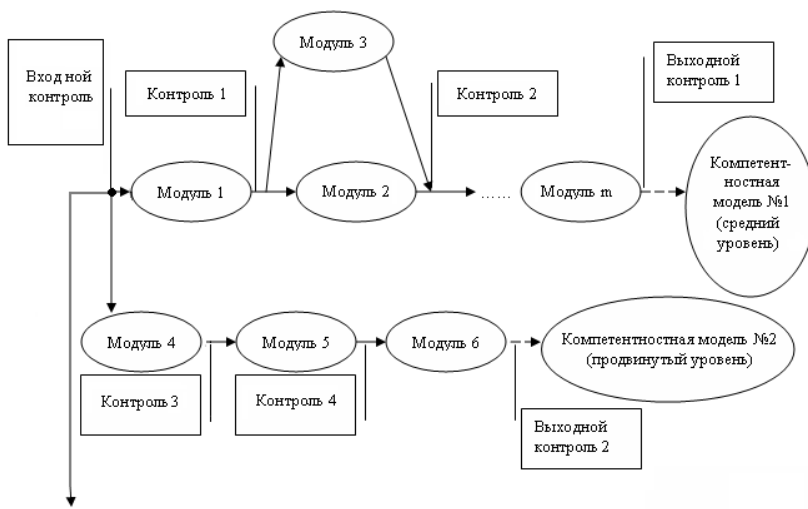 Модуль 3
Вход ной
контроль
Контроль 1
Контроль 2
Выходной
контроль 1
Модуль 1
Модуль 2
......
Модуль m
Компетент-
ностная
модель №1
(средний
уровень)
Модуль 4
Модуль 5
Модуль 6
Компетентностная модель №2
(продвинутый уровень)
Контроль 3
Контроль 4
Выходной
контроль 2